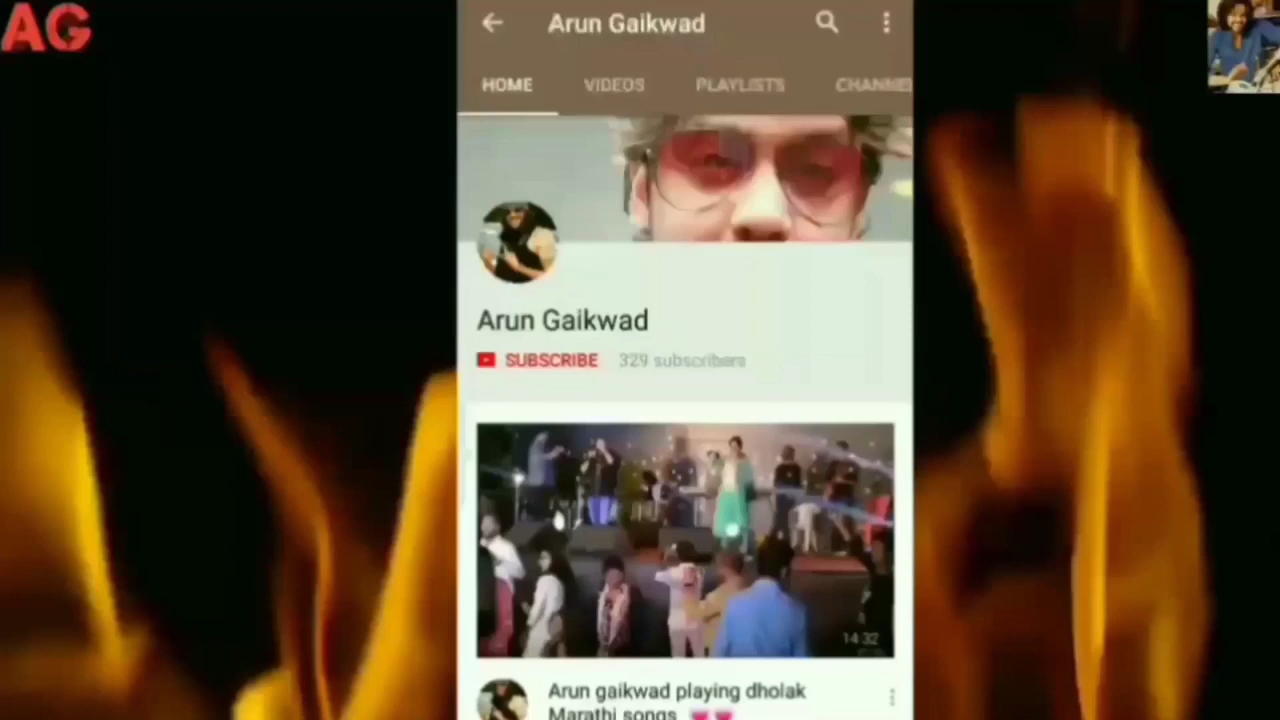 AG
Arun Gaikwad
HOME VIDEOS PLAYLISTS CHANNE
Arun Gaikwad
SUBSCRIBE 329 subscribers
14:32
Arun gaikwad playing dholak
Marathi songs